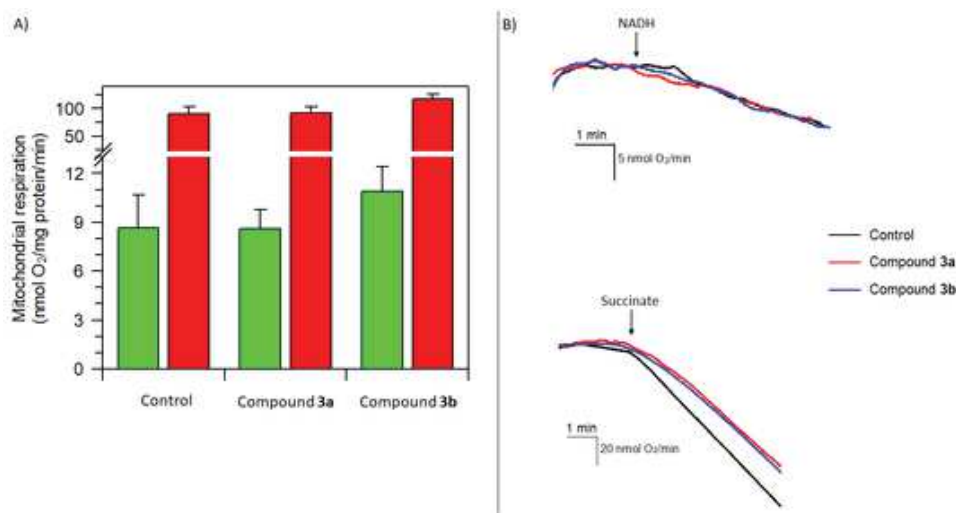 A)
Mitochondrial respiration
(nmol O₂/mg protein/min)
100
50
12
9
6
3
0
Control
Compound 3a
Compound 3b
B)
NADH
1 min
5 nmol O₂/min
Control
Compound 3a
Compound 3b
Succinate
1 min
20 nmol O₂/min